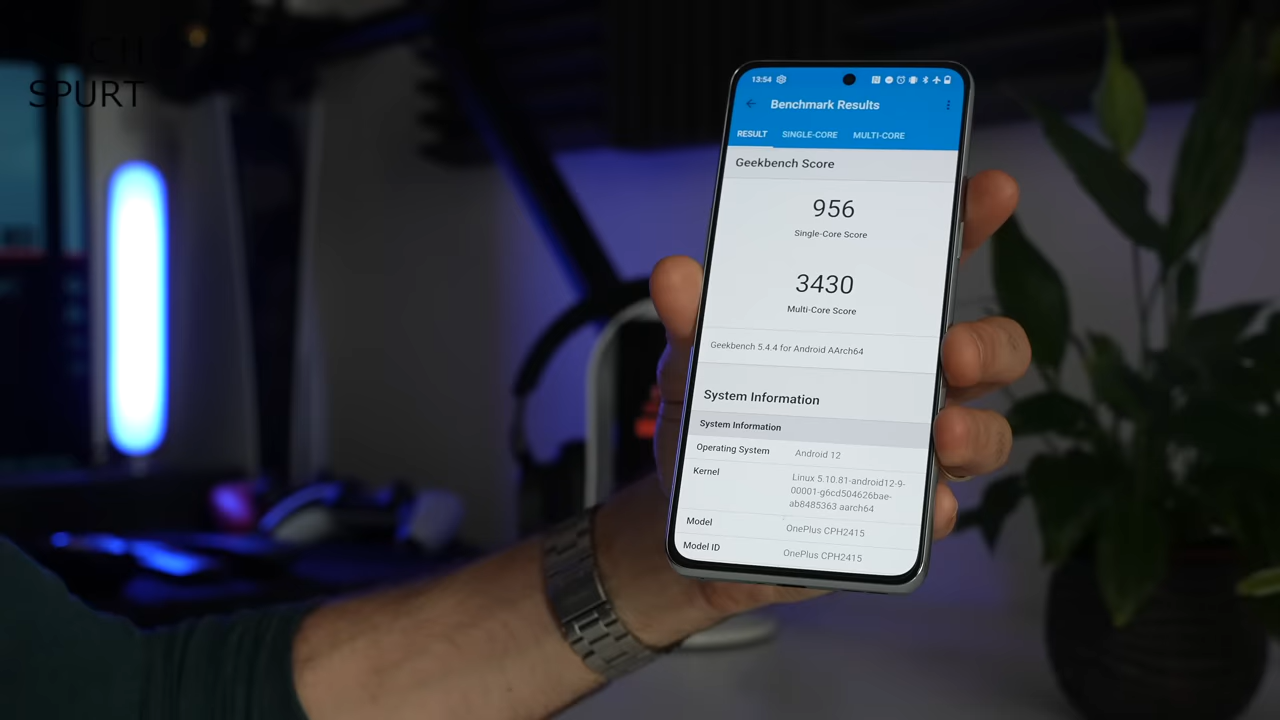 TECH
SPURT
13:54
Benchmark Results
RESULT SINGLE-CORE MULTI-CORE
Geekbench Score
956
Single-Core Score
3430
Multi-Core Score
Geekbench 5.4.4 for Android AArch64
System Information
System Information
Operating System Android 12
Kernel Linux 5.10.81-android12-9-
00001-g6cd504626bae-
ab8485363 aarch64
Model OnePlus CPH2415
Model ID OnePlus CPH2415